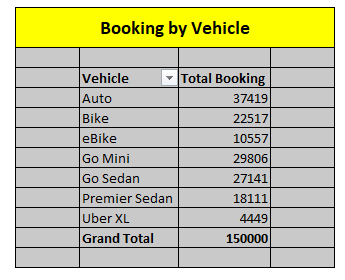 Booking by Vehicle
Vehicle Total Booking
Auto 37419
Bike 22517
eBike 10557
Go Mini 29806
Go Sedan 27141
Premier Sedan 18111
Uber XL 4449
Grand Total 150000